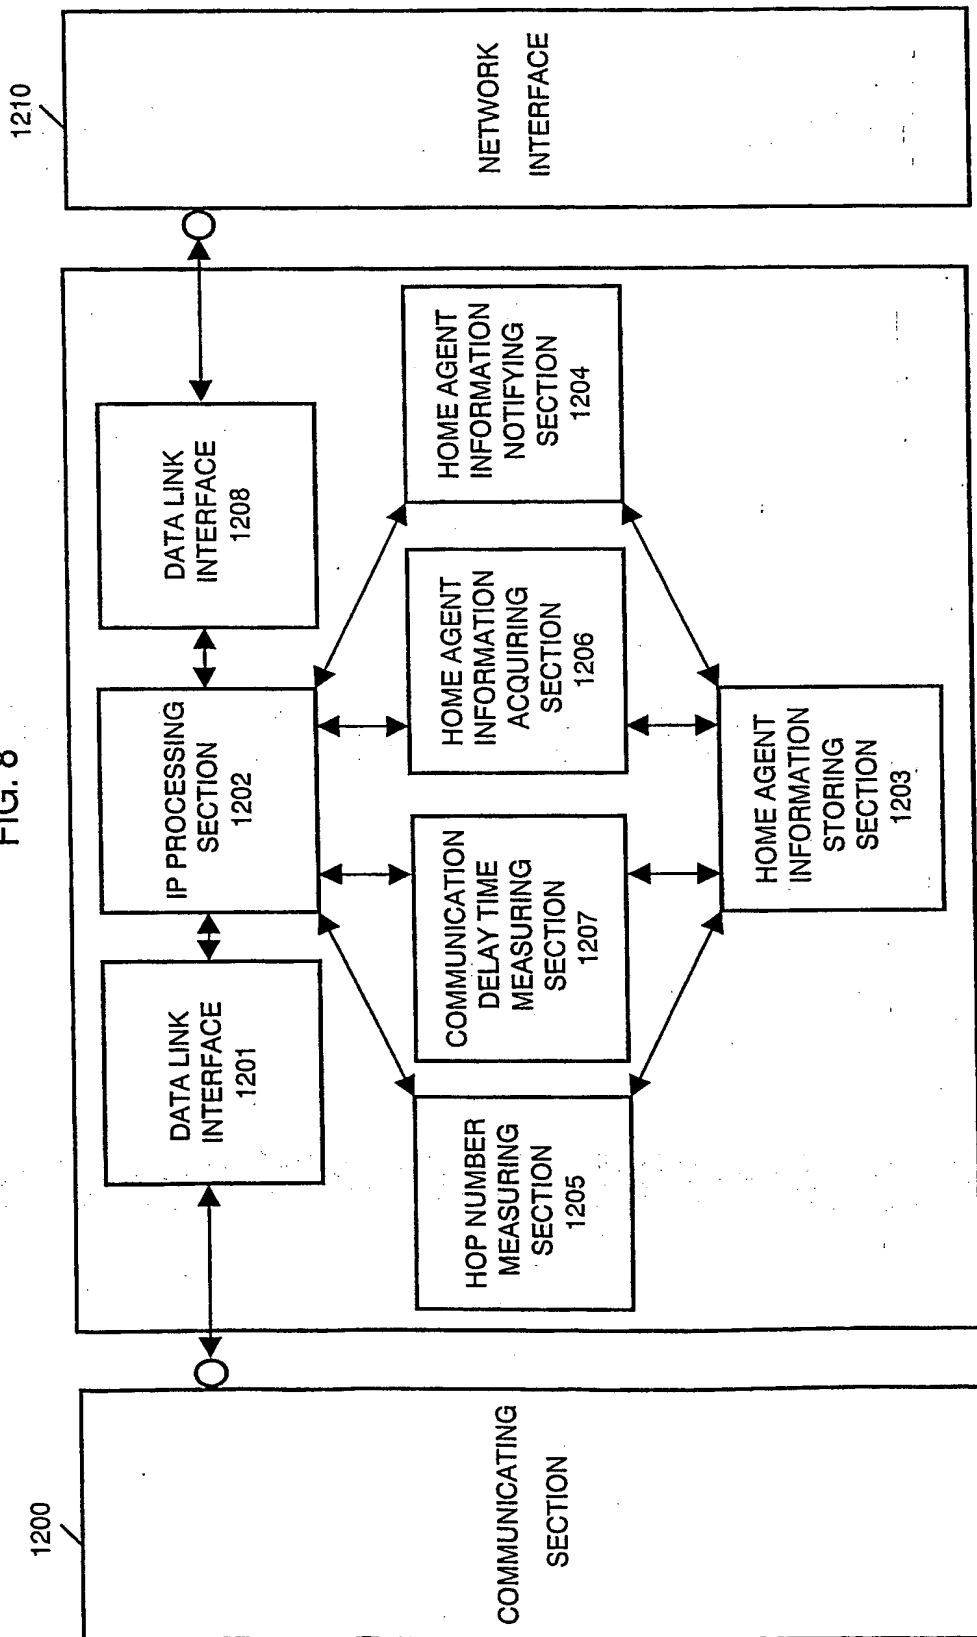 FIG. 8
1200
COMMUNICATING
SECTION
DATA LINK
INTERFACE
1201
IP PROCESSING
SECTION
1202
DATA LINK
INTERFACE
1208
HOP NUMBER
MEASURING
SECTION
1205
COMMUNICATION
DELAY TIME
MEASURING
SECTION
1207
HOME AGENT
INFORMATION
ACQUIRING
SECTION
1206
HOME AGENT
INFORMATION
NOTIFYING
SECTION
1204
HOME AGENT
INFORMATION
STORING
SECTION
1203
1210
NETWORK
INTERFACE